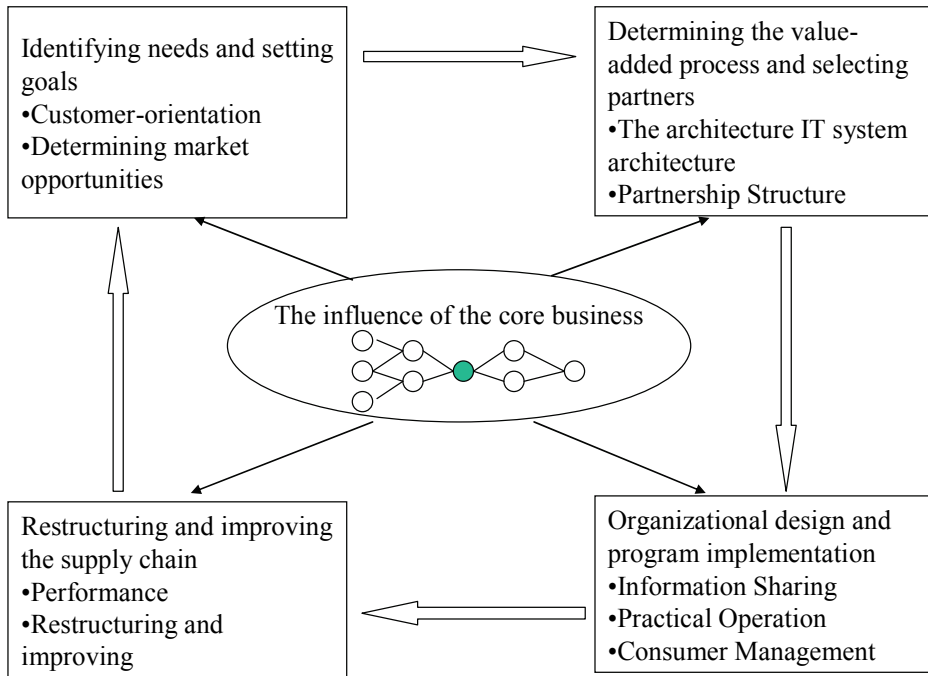 Identifying needs and setting
goals
•Customer-orientation
•Determining market
opportunities
Determining the value-
added process and selecting
partners
•The architecture IT system
architecture
•Partnership Structure
The influence of the core business
Restructuring and improving
the supply chain
•Performance
•Restructuring and
improving
Organizational design and
program implementation
•Information Sharing
•Practical Operation
•Consumer Management